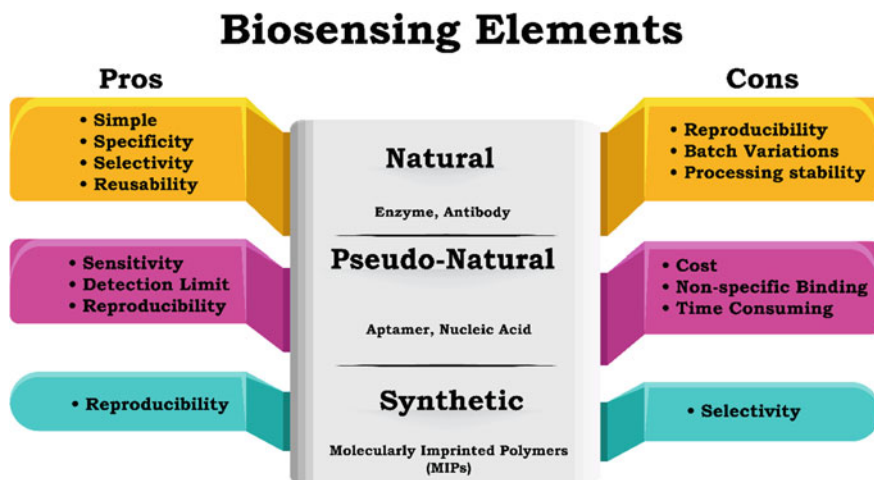 Biosensing Elements
Pros
Cons
• Simple
• Specificity
• Selectivity
• Reusability
Natural
Enzyme, Antibody
• Reproducibility
• Batch Variations
• Processing stability
• Sensitivity
• Detection Limit
• Reproducibility
Pseudo-Natural
Aptamer, Nucleic Acid
• Cost
• Non-specific Binding
• Time Consuming
• Reproducibility
Synthetic
Molecularly Imprinted Polymers
(MIPs)
• Selectivity